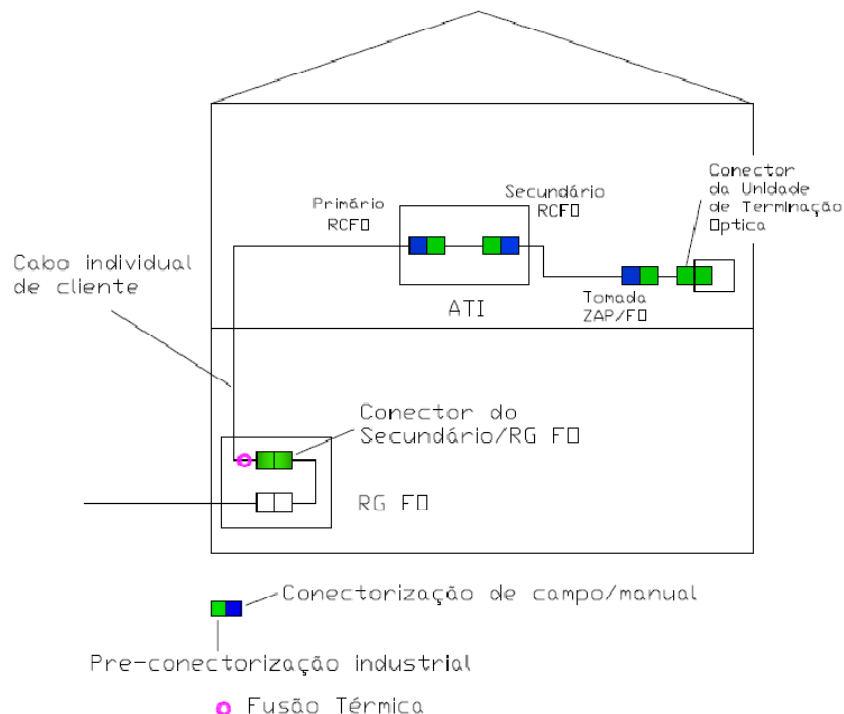 Conector
da Unidade
de Terminação
Optica
Secundário
RCFO
Primário
RCFO
Cabo individual
de cliente
Tomada
ZAP/FO
ATI
Conector do
Secundário/RG FO
RG FO
Conectorização de campo/manual
Pre-conectorização industrial
Fusão Térmica